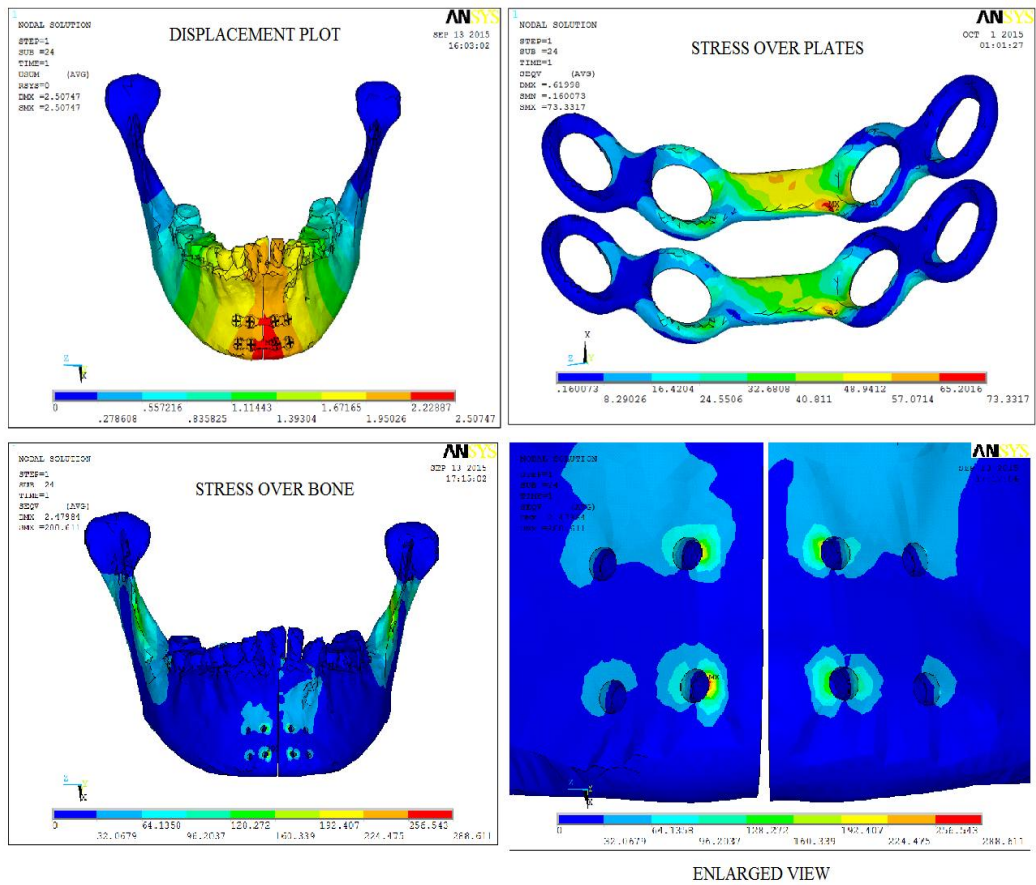 1
NODAL SOLUTION
STEP=1
SUB =24
TIME=1
USUM (AVG)
RSYS=0
DMX =2.50747
SMX =2.50747
DISPLACEMENT PLOT
ANSYS
SEP 13 2015
16:03:02
Z
Y
X
0 .557216 1.11443 1.67165 2.22887
.278608 .835825 1.39304 1.95026 2.50747
1
NODAL SOLUTION
STEP=1
SUB =24
TIME=1
SEQV (AVG)
DMX =.61998
SMN =.160073
SMX =73.3317
STRESS OVER PLATES
ANSYS
OCT 1 2015
01:01:27
MX
X
Z
.160073 16.4204 32.6808 48.9412 65.2016
8.29026 24.5506 40.811 57.0714 73.3317
NODAL SOLUTION
STEP=1
SUB 24
TIME=1
SEQV (AVG)
DMX 2.47984
SMX =288.611
STRESS OVER BONE
ANSYS
SEP 13 2015
17:15:02
Z
Y
X
0 64.1358 128.272 192.407 256.543
32.0679 96.2037 160.339 224.475 288.611
ANSYS
MX
X
0 64.1358 128.272 192.407 256.543
32.0679 96.2037 160.339 224.475 288.611
ENLARGED VIEW